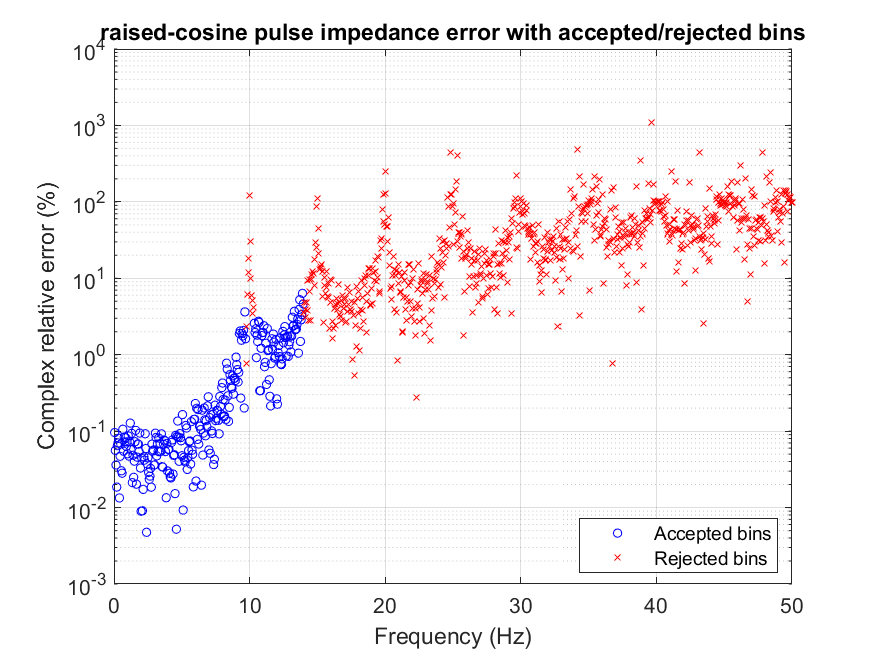 raised-cosine pulse impedance error with accepted/rejected bins
Complex relative error (%)
10^4
10^3
10^2
10^1
10^0
10^-1
10^-2
10^-3
0 10 20 30 40 50
Frequency (Hz)
Accepted bins
Rejected bins